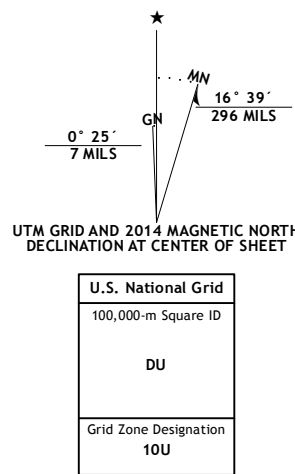 ★
MN
GN
0° 25´
7 MILS
16° 39´
296 MILS
UTM GRID AND 2014 MAGNETIC NORTH
DECLINATION AT CENTER OF SHEET
U.S. National Grid
100,000-m Square ID
DU
Grid Zone Designation
10U